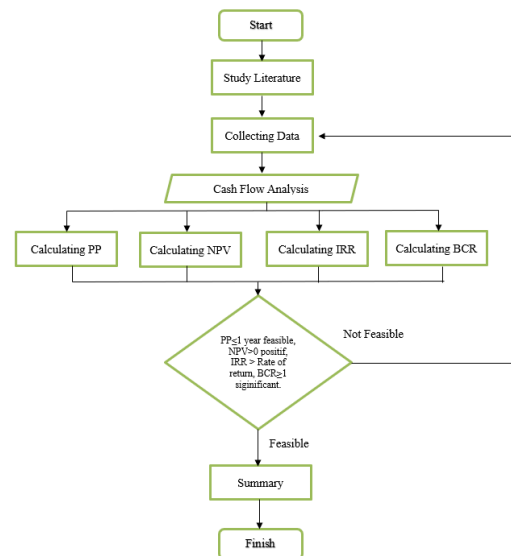 Start
Study Literature
Collecting Data
Cash Flow Analysis
Calculating PP
Calculating NPV
Calculating IRR
Calculating BCR
PP≤1 year feasible,
NPV>0 positif,
IRR > Rate of
return, BCR≥1
siginificant.
Not Feasible
Feasible
Summary
Finish